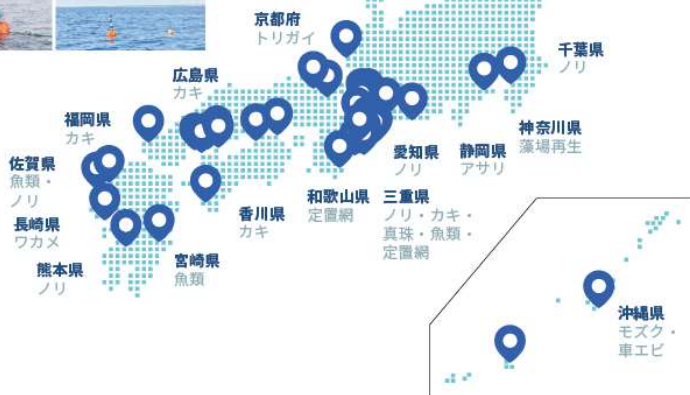 京都府
トリガイ
千葉県
ノリ
広島県
カキ
福岡県
カキ
神奈川県
藻場再生
佐賀県
魚類・
ノリ
愛知県
ノリ
静岡県
アサリ
長崎県
ワカメ
香川県
カキ
和歌山県
定置網
三重県
ノリ・カキ・
真珠・魚類・
定置網
熊本県
ノリ
宮崎県
魚類
沖縄県
モズク・
車エビ